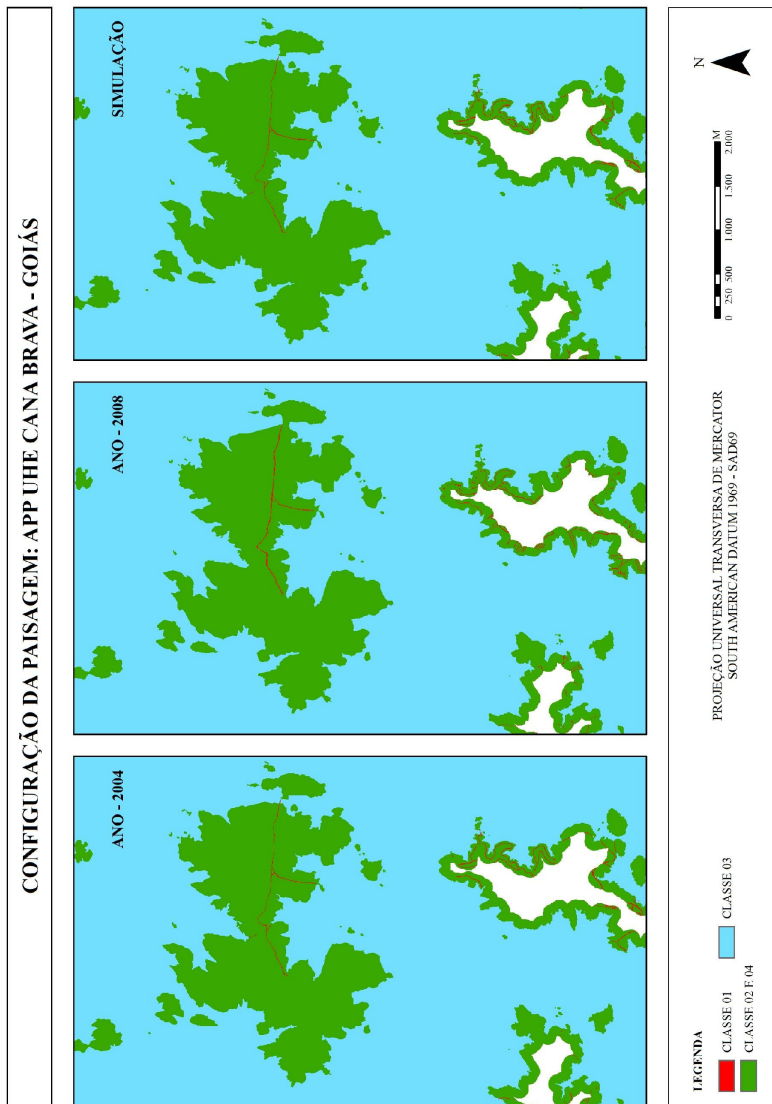 CONFIGURAÇÃO DA PAISAGEM: APP UHE CANA BRAVA - GOIÁS
ANO - 2004
ANO - 2008
SIMULAÇÃO
LEGENDA
CLASSE 01
CLASSE 02 E 04
CLASSE 03
PROJEÇÃO UNIVERSAL TRANSVERSA DE MERCATOR
SOUTH AMERICAN DATUM 1969 - SAD69
0 250 500 1.000 1.500 2.000
M
N